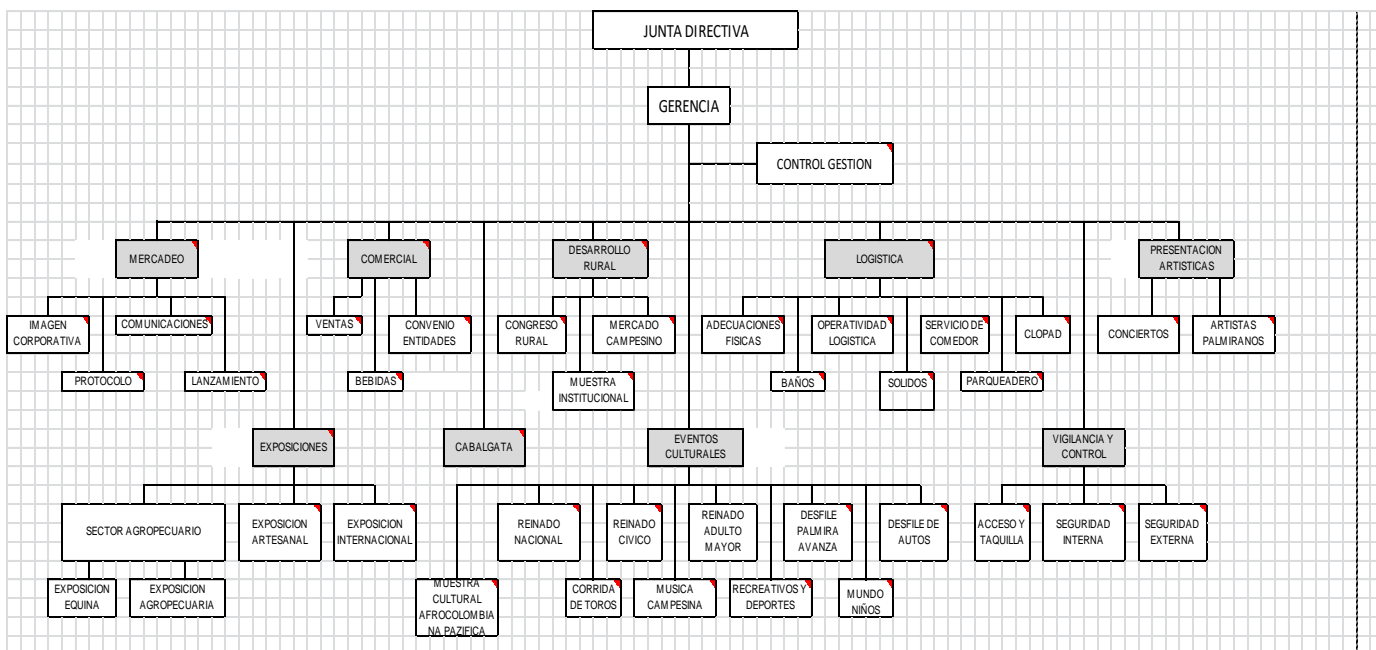 JUNTA DIRECTIVA
GERENCIA
CONTROL GESTION
MERCADEO
COMERCIAL
DESARROLLO
RURAL
LOGISTICA
PRESENTACION
ARTISTICAS
IMAGEN
CORPORATIVA
COMUNICACIONES
VENTAS
CONVENIO
ENTIDADES
CONGRESO
RURAL
MERCADO
CAMPESINO
ADECUACIONES
FISICAS
OPERATIVIDAD
LOGISTICA
SERVICIO DE
COMEDOR
CLOPAD
CONCIERTOS
ARTISTAS
PALMIRANOS
PROTOCOLO
LANZAMIENTO
BEBIDAS
MUESTRA
INSTITUCIONAL
BAÑOS
SOLIDOS
PARQUEADERO
EXPOSICIONES
CABALGATA
EVENTOS
CULTURALES
VIGILANCIA Y
CONTROL
SECTOR AGROPECUARIO
EXPOSICION
ARTESANAL
EXPOSICION
INTERNACIONAL
REINADO
NACIONAL
REINADO
CIVICO
REINADO
ADULTO
MAYOR
DESFILE
PALMIRA
AVANZA
DESFILE DE
AUTOS
ACCESO Y
TAQUILLA
SEGURIDAD
INTERNA
SEGURIDAD
EXTERNA
EXPOSICION
EQUINA
EXPOSICION
AGROPECUARIA
MUESTRA
CULTURAL
AFROCOLOMBIA
NA PAZIFICA
CORRIDA
DE TOROS
MUSICA
CAMPESINA
RECREATIVOS Y
DEPORTES
MUNDO
NIÑOS